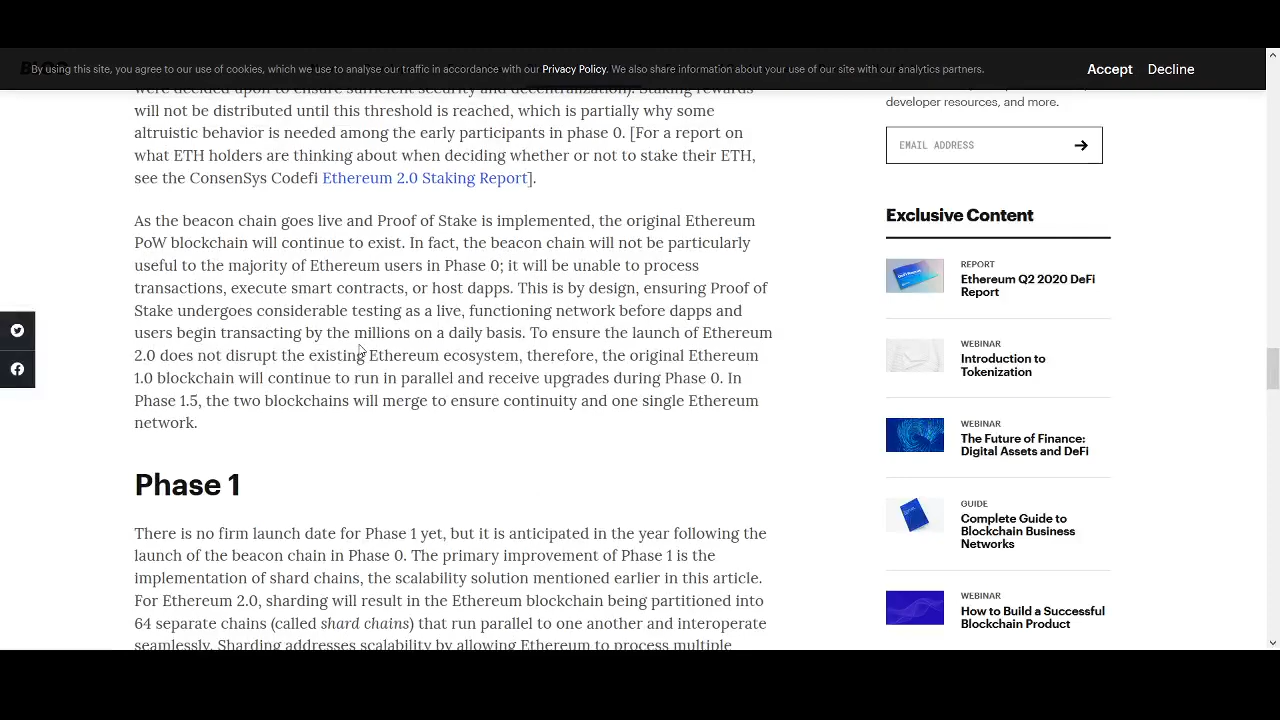 By using this site, you agree to our use of cookies, which we use to analyse our traffic in accordance with our Privacy Policy. We also share information about your use of our site with our analytics partners.
Accept
Decline
were decided upon to ensure sufficient security and decentralization). Staking rewards
will not be distributed until this threshold is reached, which is partially why some
altruistic behavior is needed among the early participants in phase 0. [For a report on
what ETH holders are thinking about when deciding whether or not to stake their ETH,
see the ConsenSys Codefi Ethereum 2.0 Staking Report].
As the beacon chain goes live and Proof of Stake is implemented, the original Ethereum
PoW blockchain will continue to exist. In fact, the beacon chain will not be particularly
useful to the majority of Ethereum users in Phase 0; it will be unable to process
transactions, execute smart contracts, or host dapps. This is by design, ensuring Proof of
Stake undergoes considerable testing as a live, functioning network before dapps and
users begin transacting by the millions on a daily basis. To ensure the launch of Ethereum
2.0 does not disrupt the existing Ethereum ecosystem, therefore, the original Ethereum
1.0 blockchain will continue to run in parallel and receive upgrades during Phase 0. In
Phase 1.5, the two blockchains will merge to ensure continuity and one single Ethereum
network.
Phase 1
There is no firm launch date for Phase 1 yet, but it is anticipated in the year following the
launch of the beacon chain in Phase 0. The primary improvement of Phase 1 is the
implementation of shard chains, the scalability solution mentioned earlier in this article.
For Ethereum 2.0, sharding will result in the Ethereum blockchain being partitioned into
64 separate chains (called shard chains) that run parallel to one another and interoperate
seamlessly. Sharding addresses scalability by allowing Ethereum to process multiple
developer resources, and more.
EMAIL ADDRESS
Exclusive Content
REPORT
Ethereum Q2 2020 DeFi
Report
WEBINAR
Introduction to
Tokenization
WEBINAR
The Future of Finance:
Digital Assets and DeFi
GUIDE
Complete Guide to
Blockchain Business
Networks
WEBINAR
How to Build a Successful
Blockchain Product